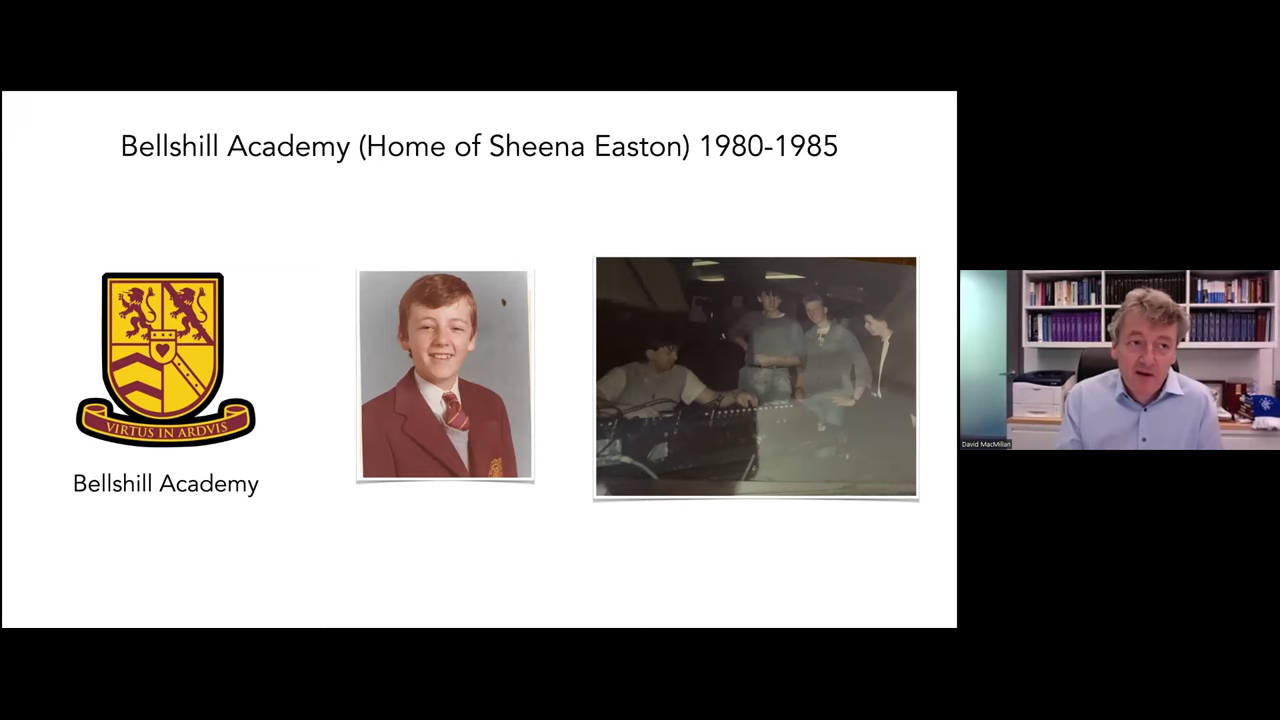 Bellshill Academy (Home of Sheena Easton) 1980-1985
VIRTUS IN ARDVIS
Bellshill Academy
David MacMillan